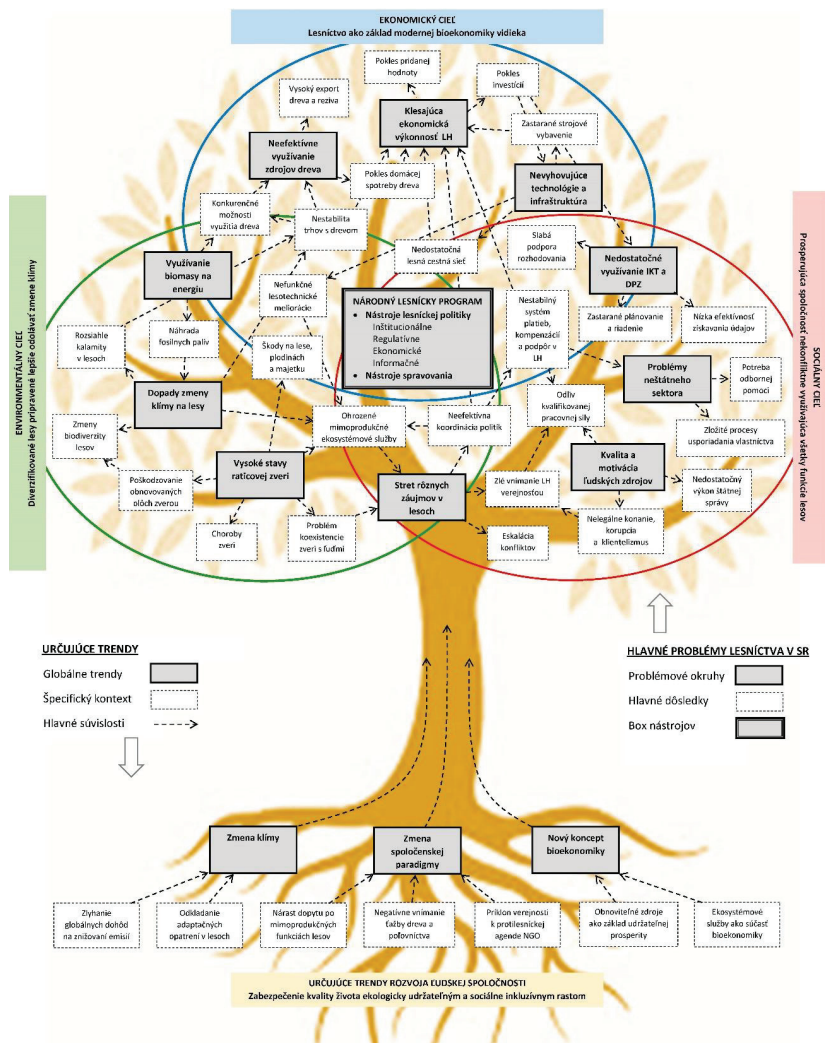 EKONOMICKÝ CIEĽ
Lesníctvo ako základ modernej bioekonomiky vidieka
Pokles pridanej
hodnoty
Pokles
investícií
Vysoký export
dreva a reziva
Klesajúca
ekonomická
výkonnosť LH
Zastarané strojové
vybavenie
Neefektívne
využívanie
zdrojov dreva
Pokles domácej
spotreby dreva
Nevyhovujúce
technológie a
infraštruktúra
Konkurenčné
možnosti
využitia dreva
Nestabilita
trhov s drevom
Nedostatočná
lesná cestná sieť
Slabá
podpora
rozhodovania
Využívanie
biomasy na
energiu
Nedostatočné
využívanie IKT a
DPZ
Nefunkčné
lesotechnické
meliorácie
NÁRODNÝ LESNÍCKY PROGRAM
• Nástroje lesníckej politiky
Inštitucionálne
Regulatívne
Ekonomické
Informačné
• Nástroje spravovania
Nestabilný
systém
platieb,
kompenzácií
a podpôr v
LH
Zastarané plánovanie
a riadenie
Nízka efektívnosť
získavania údajov
Rozsiahle
kalamity
v lesoch
Náhrada
fosílnych palív
Škody na lese,
plodinách
a majetku
Problémy
neštátneho
sektora
Potreba
odbornej
pomoci
Dopady zmeny
klímy na lesy
Ohrozené
mimoprodukčné
ekosystémové služby
Neefektívna
koordinácia politík
Odliv
kvalifikovanej
pracovnej sily
Zložité procesy
usporiadania vlastníctva
Zmeny
biodiverzity
lesov
Vysoké stavy
raticovej zveri
Kvalita a
motivácia
ľudských zdrojov
Poškodzovanie
obnovovaných
olôch zverou
Stret rôznych
záujmov v
lesoch
Zlé vnímanie LH
verejnosťou
Nedostatočný
výkon štátnej
správy
Choroby
zveri
Problém
koexistencie
zveri s ľuďmi
Eskalácia
konfliktov
Nelegálne konanie,
korupcia
a klientelizmus
ENVIRONMENTÁLNY CIEĽ
Diverzifikované lesy pripravené lepšie odolávať zmene klímy
SOCIÁLNY CIEĽ
Prosperujúca spoločnosť nekonfliktne využívajúca všetky funkcie lesov
URČUJÚCE TRENDY
Globálne trendy
Špecifický kontext
Hlavné súvislosti
HLAVNÉ PROBLÉMY LESNÍCTVA V SR
Problémové okruhy
Hlavné dôsledky
Box nástrojov
Zmena klímy
Zmena
spoločenskej
paradigmy
Nový koncept
bioekonomiky
Zlyhanie
globálnych dohôd
na znižovaní emisií
Odkladanie
adaptačných
opatrení v lesoch
Nárast dopytu po
mimoprodukčných
funkciách lesov
Negatívne vnímanie
ťažby dreva a
poľovníctva
Príklon verejnosti
k protilesníckej
agende NGO
Obnoviteľné zdroje
ako základ udržateľnej
prosperity
Ekosystémové
služby ako súčasť
bioekonomiky
URČUJÚCE TRENDY ROZVOJA ĽUDSKEJ SPOLOČNOSTI
Zabezpečenie kvality života ekologicky udržateľným a sociálne inkluzívnym rastom